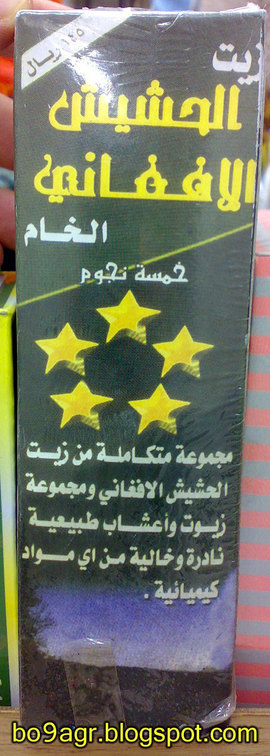 ١٤٥ ريال
زيت
الحشيش
الافغاني
الخام
خمسة نجوم
مجموعة متكاملة من زيت
الحشيش الافغاني ومجموعة
زيوت واعشاب طبيعية
نادرة وخالية من اي مواد
كيميائية .
bo9agr.blogspot.com